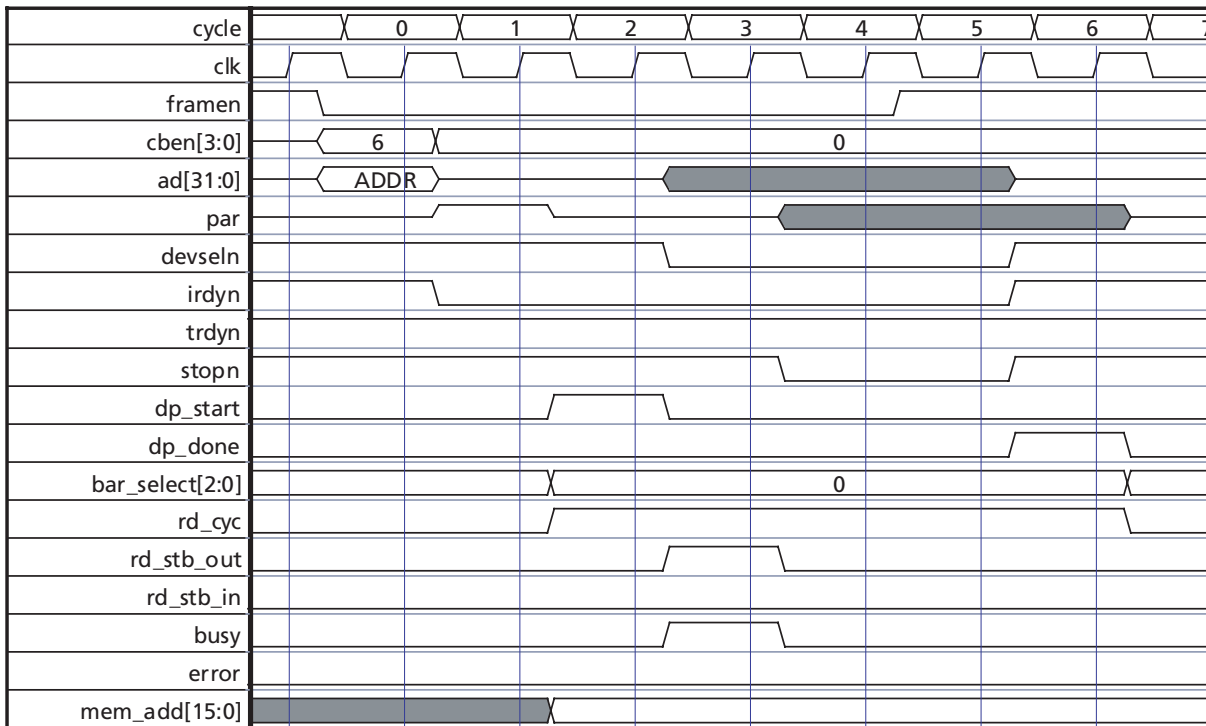 cycle 0 1 2 3 4 5 6 7
clk
framen
cben[3:0] 6 0
ad[31:0] ADDR
par
devseln
irdyn
trdyn
stopn
dp_start
dp_done
bar_select[2:0] 0
rd_cyc
rd_stb_out
rd_stb_in
busy
error
mem_add[15:0]